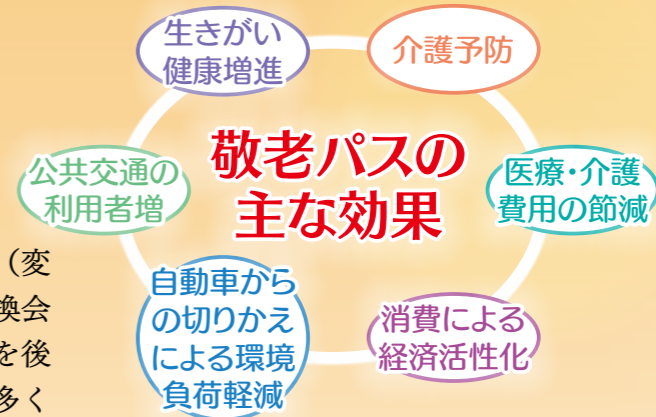 生きがい
健康増進
介護予防
敬老パスの
主な効果
公共交通の
利用者増
医療・介護
費用の節減
自動車から
の切りかえ
による環境
負荷軽減
消費による
経済活性化
（変
換会
を後
多く